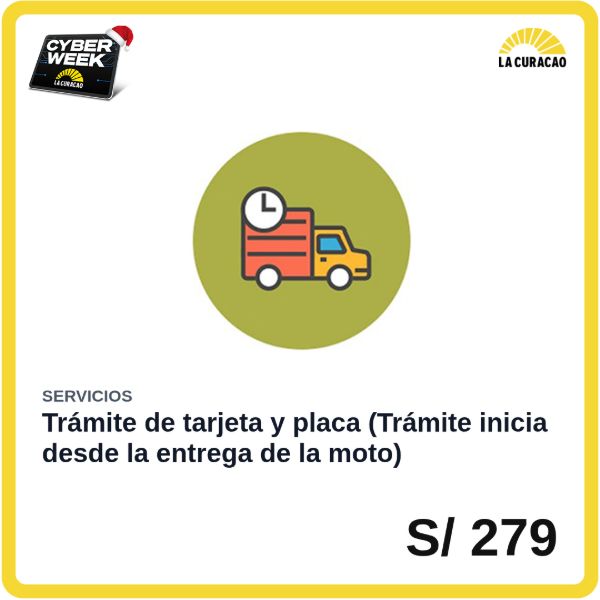 CYBER
WEEK
LA CURACAO
LA CURACAO
SERVICIOS
Trámite de tarjeta y placa (Trámite inicia
desde la entrega de la moto)
S/ 279